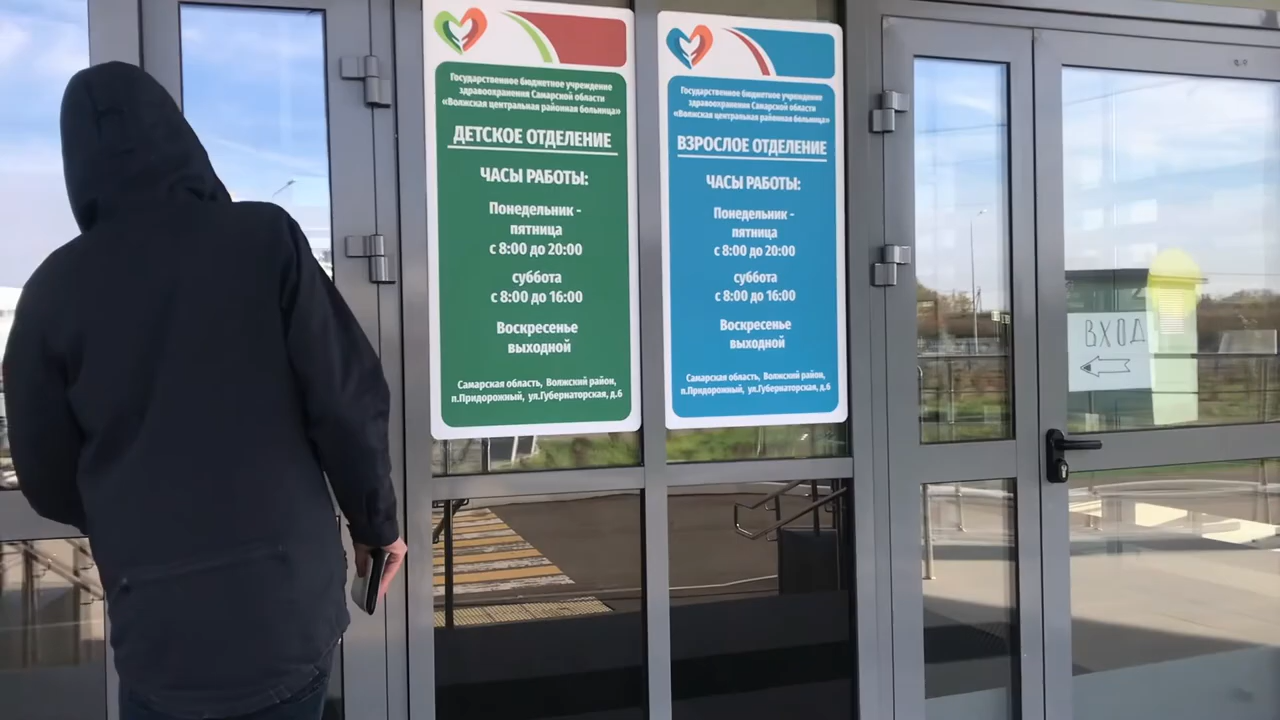 Государственное бюджетное учреждение
здравоохранения Самарской области
«Волжская центральная районная больница»
ДЕТСКОЕ ОТДЕЛЕНИЕ
ЧАСЫ РАБОТЫ:
Понедельник -
пятница
с 8:00 до 20:00
суббота
с 8:00 до 16:00
Воскресенье
выходной
Самарская область, Волжский район,
п.Придорожный, ул.Губернаторская, д.6
Государственное бюджетное учреждение
здравоохранения Самарской области
«Волжская центральная районная больница»
ВЗРОСЛОЕ ОТДЕЛЕНИЕ
ЧАСЫ РАБОТЫ:
Понедельник -
пятница
с 8:00 до 20:00
суббота
с 8:00 до 16:00
Воскресенье
выходной
Самарская область, Волжский район,
п.Придорожный, ул.Губернаторская, д.6
ВХОД